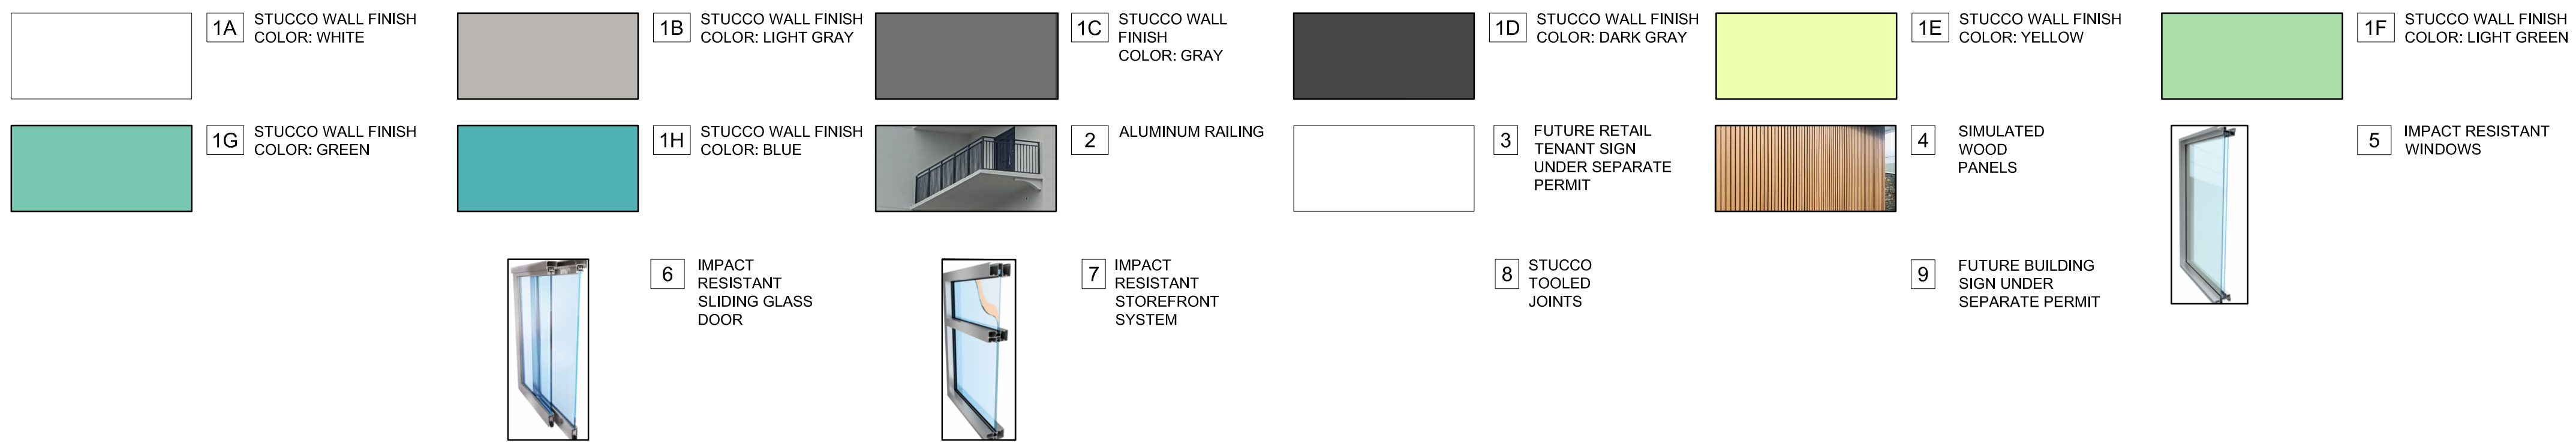 1A
STUCCO WALL FINISH
COLOR: WHITE
1B
STUCCO WALL FINISH
COLOR: LIGHT GRAY
1C
STUCCO WALL
FINISH
COLOR: GRAY
1D
STUCCO WALL FINISH
COLOR: DARK GRAY
1E
STUCCO WALL FINISH
COLOR: YELLOW
1F
STUCCO WALL FINISH
COLOR: LIGHT GREEN
1G
STUCCO WALL FINISH
COLOR: GREEN
1H
STUCCO WALL FINISH
COLOR: BLUE
2
ALUMINUM RAILING
3
FUTURE RETAIL
TENANT SIGN
UNDER SEPARATE
PERMIT
4
SIMULATED
WOOD
PANELS
5
IMPACT RESISTANT
WINDOWS
6
IMPACT
RESISTANT
SLIDING GLASS
DOOR
7
IMPACT
RESISTANT
STOREFRONT
SYSTEM
8
STUCCO
TOOLED
JOINTS
9
FUTURE BUILDING
SIGN UNDER
SEPARATE PERMIT